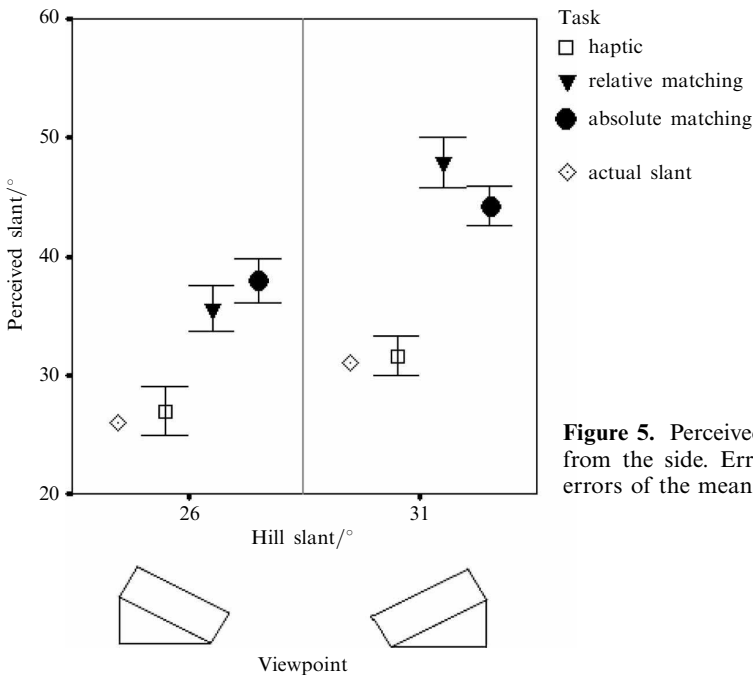 60
50
40
30
20
Perceived slant/°
26
31
Hill slant/°
Viewpoint
Task
haptic
relative matching
absolute matching
actual slant
Figure 5. Perceived
from the side. Err
errors of the mean